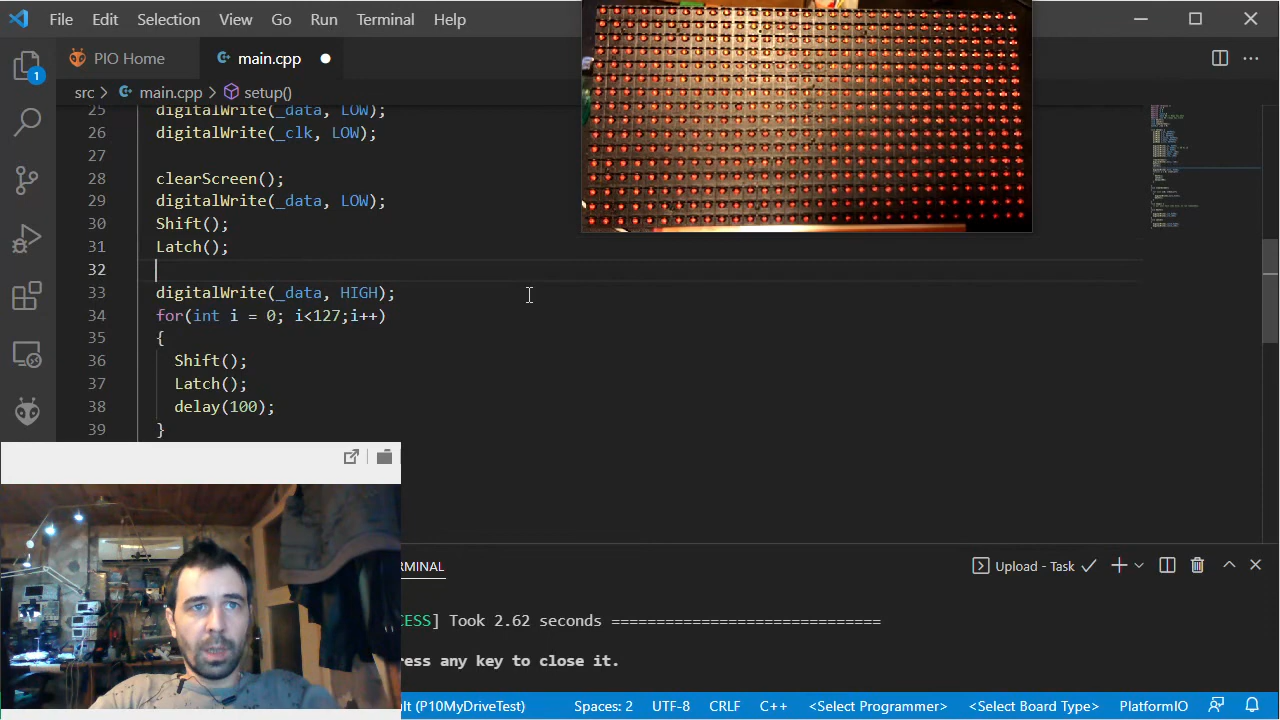 File Edit Selection View Go Run Terminal Help
PIO Home main.cpp
1
src > main.cpp > setup()
25 digitalWrite(_data, LOW);
26 digitalWrite(_clk, LOW);
27
28 clearScreen();
29 digitalWrite(_data, LOW);
30 Shift();
31 Latch();
32
33 digitalWrite(_data, HIGH);
34 for(int i = 0; i<127;i++)
35 {
36 Shift();
37 Latch();
38 delay(100);
39 }
RMINAL Upload - Task
CESS] Took 2.62 seconds =============================
ress any key to close it.
ult (P10MyDriveTest) Spaces: 2 UTF-8 CRLF C++ <Select Programmer> <Select Board Type> PlatformIO